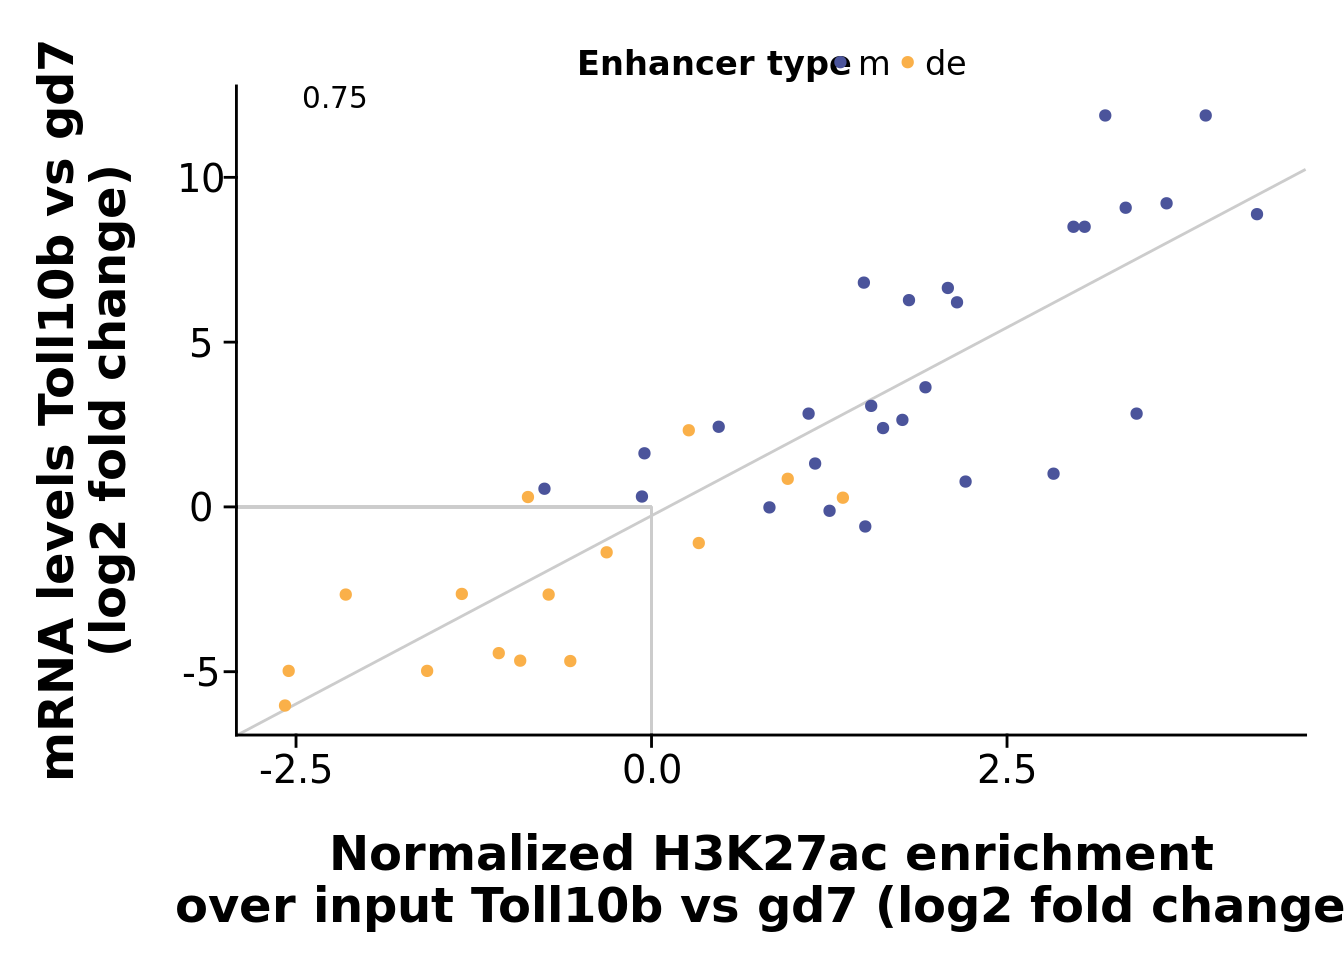 Enhancer type m de
0.75
mRNA levels Toll10b vs gd7
(log2 fold change)
10
5
0
-5
-2.5 0.0 2.5
Normalized H3K27ac enrichment
over input Toll10b vs gd7 (log2 fold change